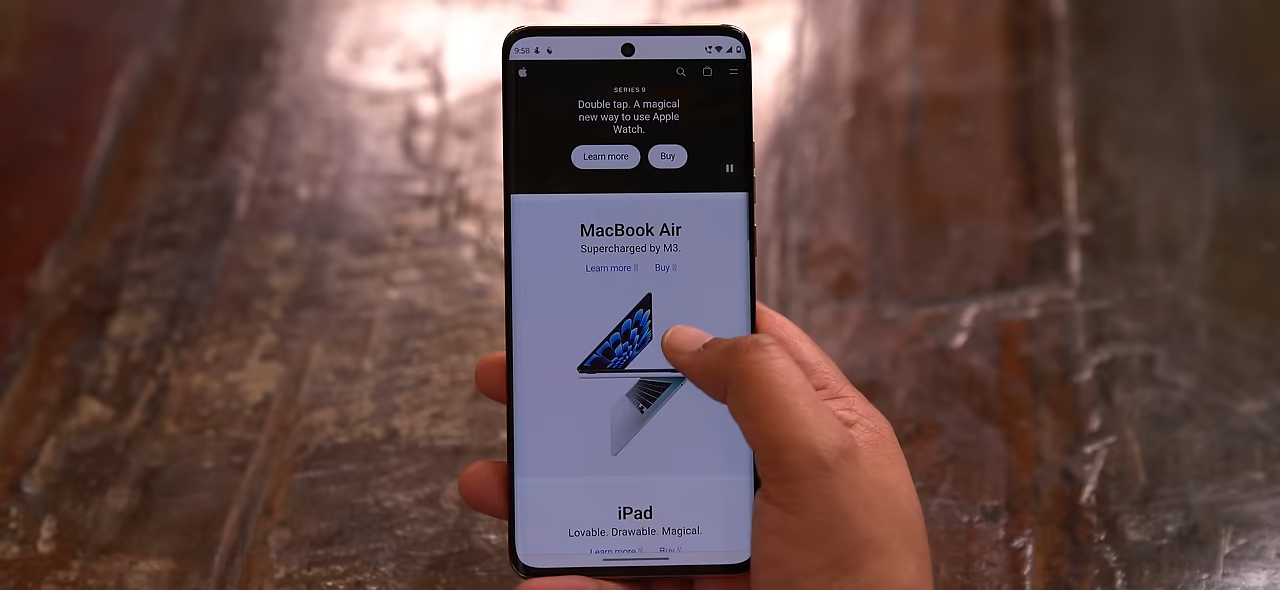 9:58
SERIES 9
Double tap. A magical
new way to use Apple
Watch.
Learn more Buy
MacBook Air
Supercharged by M3.
Learn more Buy
iPad
Lovable. Drawable. Magical.
Learn more Buy